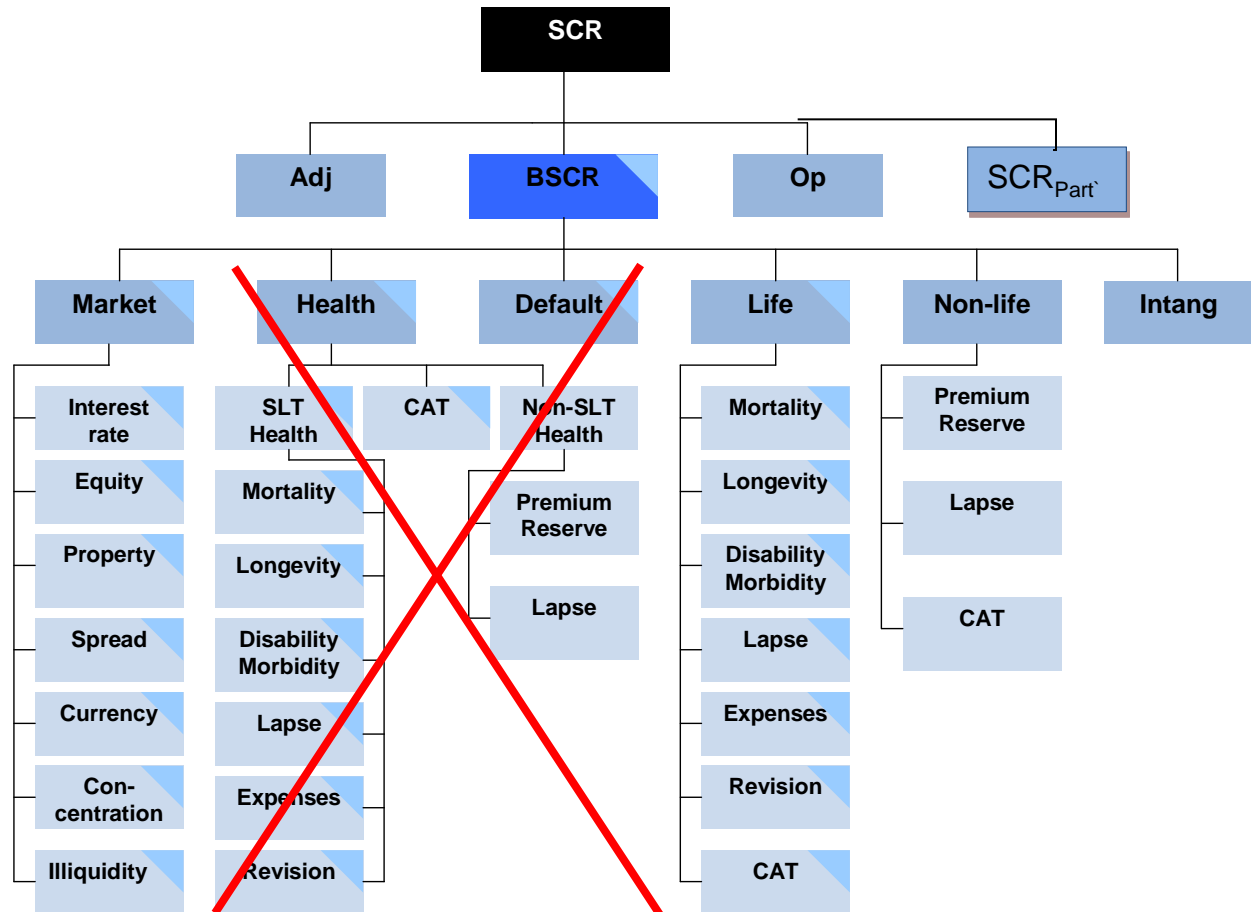 SCR
Adj
BSCR
Op
SCRPart`
Market
Health
Default
Life
Non-life
Intang
Interest
rate
Equity
Property
Spread
Currency
Con-
centration
Illiquidity
SLT
Health
CAT
Non-SLT
Health
Mortality
Longevity
Disability
Morbidity
Lapse
Expenses
Revision
Premium
Reserve
Lapse
Mortality
Longevity
Disability
Morbidity
Lapse
Expenses
Revision
CAT
Premium
Reserve
Lapse
CAT